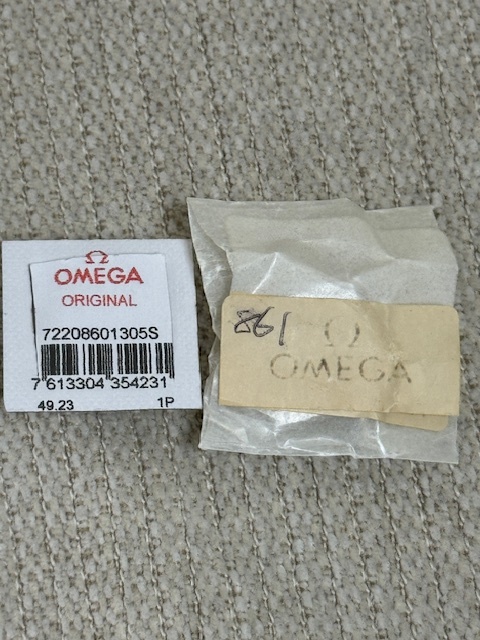 Ω
OMEGA
ORIGINAL
72208601305S
7 613304 354231
49.23 1P
861
Ω
OMEGA